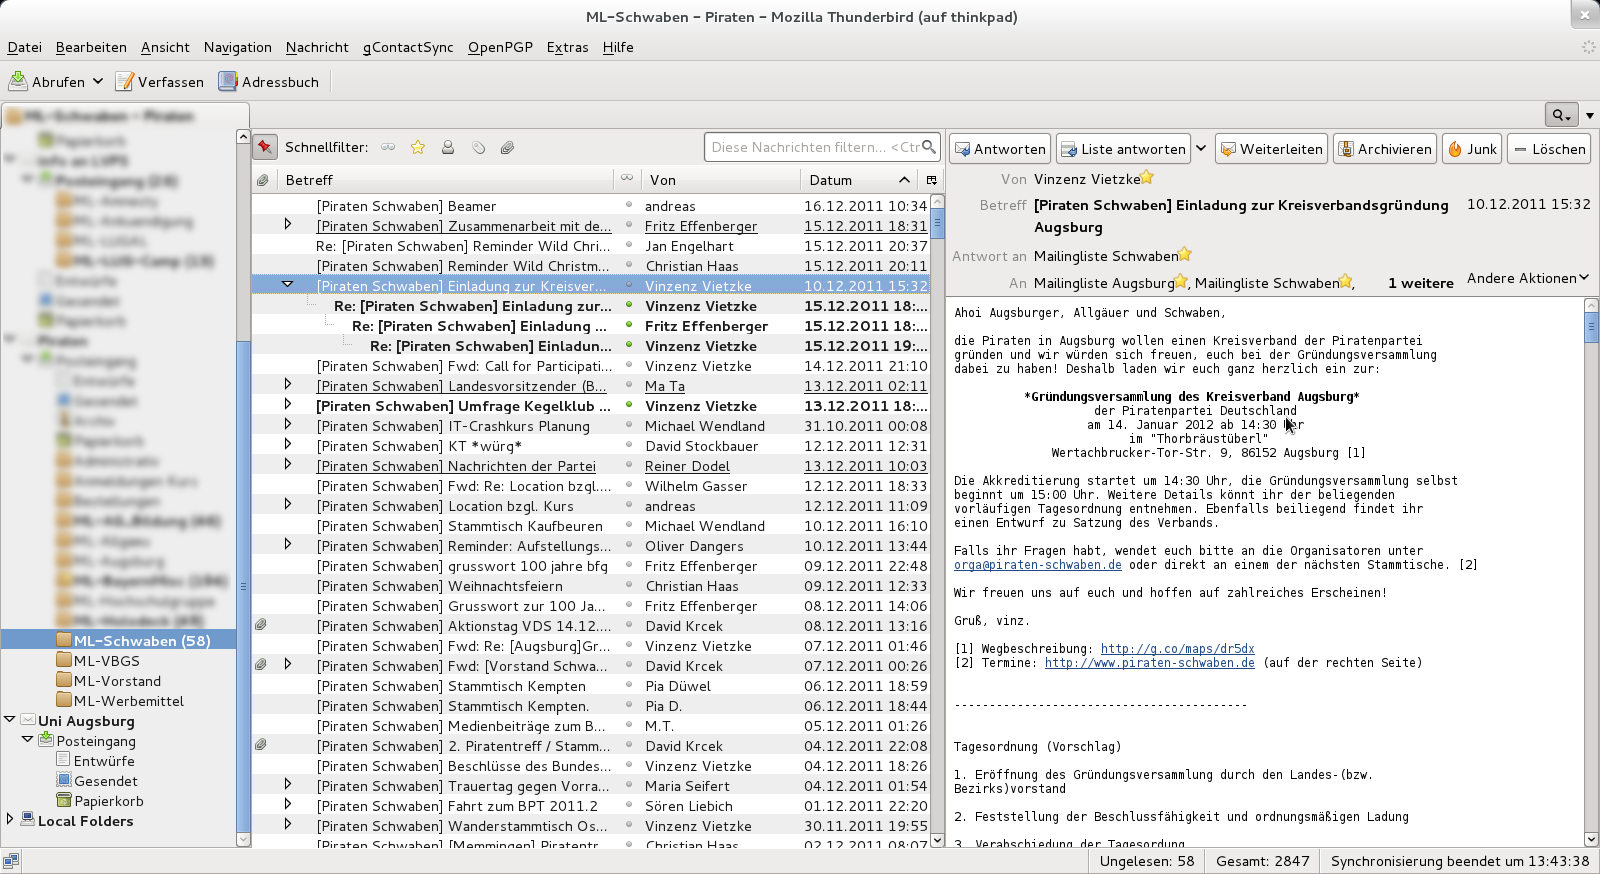 ML-Schwaben - Piraten - Mozilla Thunderbird (auf thinkpad)
Datei Bearbeiten Ansicht Navigation Nachricht gContactSync OpenPGP Extras Hilfe
Abrufen Verfassen Adressbuch
ML-Schwaben - Piraten
ML-Schwaben (58)
ML-VBGS
ML-Vorstand
ML-Werbemittel
Uni Augsburg
Posteingang
Entwürfe
Gesendet
Papierkorb
Local Folders
Schnellfilter: Diese Nachrichten filtern... <Ctr
Betreff Von Datum
[Piraten Schwaben] Beamer andreas 16.12.2011 10:34
[Piraten Schwaben] Zusammenarbeit mit de... Fritz Effenberger 15.12.2011 18:31
Re: [Piraten Schwaben] Reminder Wild Chri... Jan Engelhart 15.12.2011 20:37
[Piraten Schwaben] Reminder Wild Christm... Christian Haas 15.12.2011 20:11
[Piraten Schwaben] Einladung zur Kreisver... Vinzenz Vietzke 10.12.2011 15:32
Re: [Piraten Schwaben] Einladung zur... Vinzenz Vietzke 15.12.2011 18:...
Re: [Piraten Schwaben] Einladung ... Fritz Effenberger 15.12.2011 18:...
Re: [Piraten Schwaben] Einladun... Vinzenz Vietzke 15.12.2011 19:...
[Piraten Schwaben] Fwd: Call for Participati... Vinzenz Vietzke 14.12.2011 21:10
[Piraten Schwaben] Landesvorsitzender (B... Ma Ta 13.12.2011 02:11
[Piraten Schwaben] Umfrage Kegelklub ... Vinzenz Vietzke 13.12.2011 18:...
[Piraten Schwaben] IT-Crashkurs Planung Michael Wendland 31.10.2011 00:08
[Piraten Schwaben] KT *würg* David Stockbauer 12.12.2011 12:31
[Piraten Schwaben] Nachrichten der Partei Reiner Dodel 13.12.2011 10:03
[Piraten Schwaben] Fwd: Re: Location bzgl.... Wilhelm Gasser 12.12.2011 18:33
[Piraten Schwaben] Location bzgl. Kurs andreas 12.12.2011 11:09
[Piraten Schwaben] Stammtisch Kaufbeuren Michael Wendland 10.12.2011 16:10
[Piraten Schwaben] Reminder: Aufstellungs... Oliver Dangers 10.12.2011 13:44
[Piraten Schwaben] grusswort 100 jahre bfg Fritz Effenberger 09.12.2011 22:48
[Piraten Schwaben] Weihnachtsfeiern Christian Haas 09.12.2011 12:33
[Piraten Schwaben] Grusswort zur 100 Ja... Fritz Effenberger 08.12.2011 14:06
[Piraten Schwaben] Aktionstag VDS 14.12.... David Krcek 08.12.2011 13:16
[Piraten Schwaben] Fwd: Re: [Augsburg]Gr... Vinzenz Vietzke 07.12.2011 01:46
[Piraten Schwaben] Fwd: [Vorstand Schwa... David Krcek 07.12.2011 00:26
[Piraten Schwaben] Stammtisch Kempten Pia Düwel 06.12.2011 18:59
[Piraten Schwaben] Stammtisch Kempten. Pia D. 06.12.2011 18:44
[Piraten Schwaben] Medienbeiträge zum B... M.T. 05.12.2011 01:26
[Piraten Schwaben] 2. Piratentreff / Stamm... David Krcek 04.12.2011 22:08
[Piraten Schwaben] Beschlüsse des Bundes... Vinzenz Vietzke 04.12.2011 18:26
[Piraten Schwaben] Trauertag gegen Vorra... Maria Seifert 04.12.2011 01:54
[Piraten Schwaben] Fahrt zum BPT 2011.2 Sören Liebich 01.12.2011 22:20
[Piraten Schwaben] Wanderstammtisch Os... Vinzenz Vietzke 30.11.2011 19:55
[Piraten Schwaben] [Memmingen] Piratentr... Christian Haas 02.12.2011 08:07
Antworten Liste antworten Weiterleiten Archivieren Junk Löschen
Von Vinzenz Vietzke
Betreff [Piraten Schwaben] Einladung zur Kreisverbandsgründung 10.12.2011 15:32
Augsburg
Antwort an Mailingliste Schwaben
An Mailingliste Augsburg, Mailingliste Schwaben, 1 weitere Andere Aktionen
Ahoi Augsburger, Allgäuer und Schwaben,
die Piraten in Augsburg wollen einen Kreisverband der Piratenpartei
gründen und wir würden sich freuen, euch bei der Gründungsversammlung
dabei zu haben! Deshalb laden wir euch ganz herzlich ein zur:
*Gründungsversammlung des Kreisverband Augsburg*
der Piratenpartei Deutschland
am 14. Januar 2012 ab 14:30 Uhr
im "Thorbräustüberl"
Wertachbrucker-Tor-Str. 9, 86152 Augsburg [1]
Die Akkreditierung startet um 14:30 Uhr, die Gründungsversammlung selbst
beginnt um 15:00 Uhr. Weitere Details könnt ihr der beliegenden
vorläufigen Tagesordnung entnehmen. Ebenfalls beiliegend findet ihr
einen Entwurf zu Satzung des Verbands.
Falls ihr Fragen habt, wendet euch bitte an die Organisatoren unter
orga@piraten-schwaben.de oder direkt an einem der nächsten Stammtische. [2]
Wir freuen uns auf euch und hoffen auf zahlreiches Erscheinen!
Gruß, vinz.
[1] Wegbeschreibung: http://g.co/maps/dr5dx
[2] Termine: http://www.piraten-schwaben.de (auf der rechten Seite)
------------------------------------------
Tagesordnung (Vorschlag)
1. Eröffnung des Gründungsversammlung durch den Landes-(bzw.
Bezirks)vorstand
2. Feststellung der Beschlussfähigkeit und ordnungsmäßigen Ladung
3. Verabschiedung der Tagesordnung
Ungelesen: 58 Gesamt: 2847 Synchronisierung beendet um 13:43:38